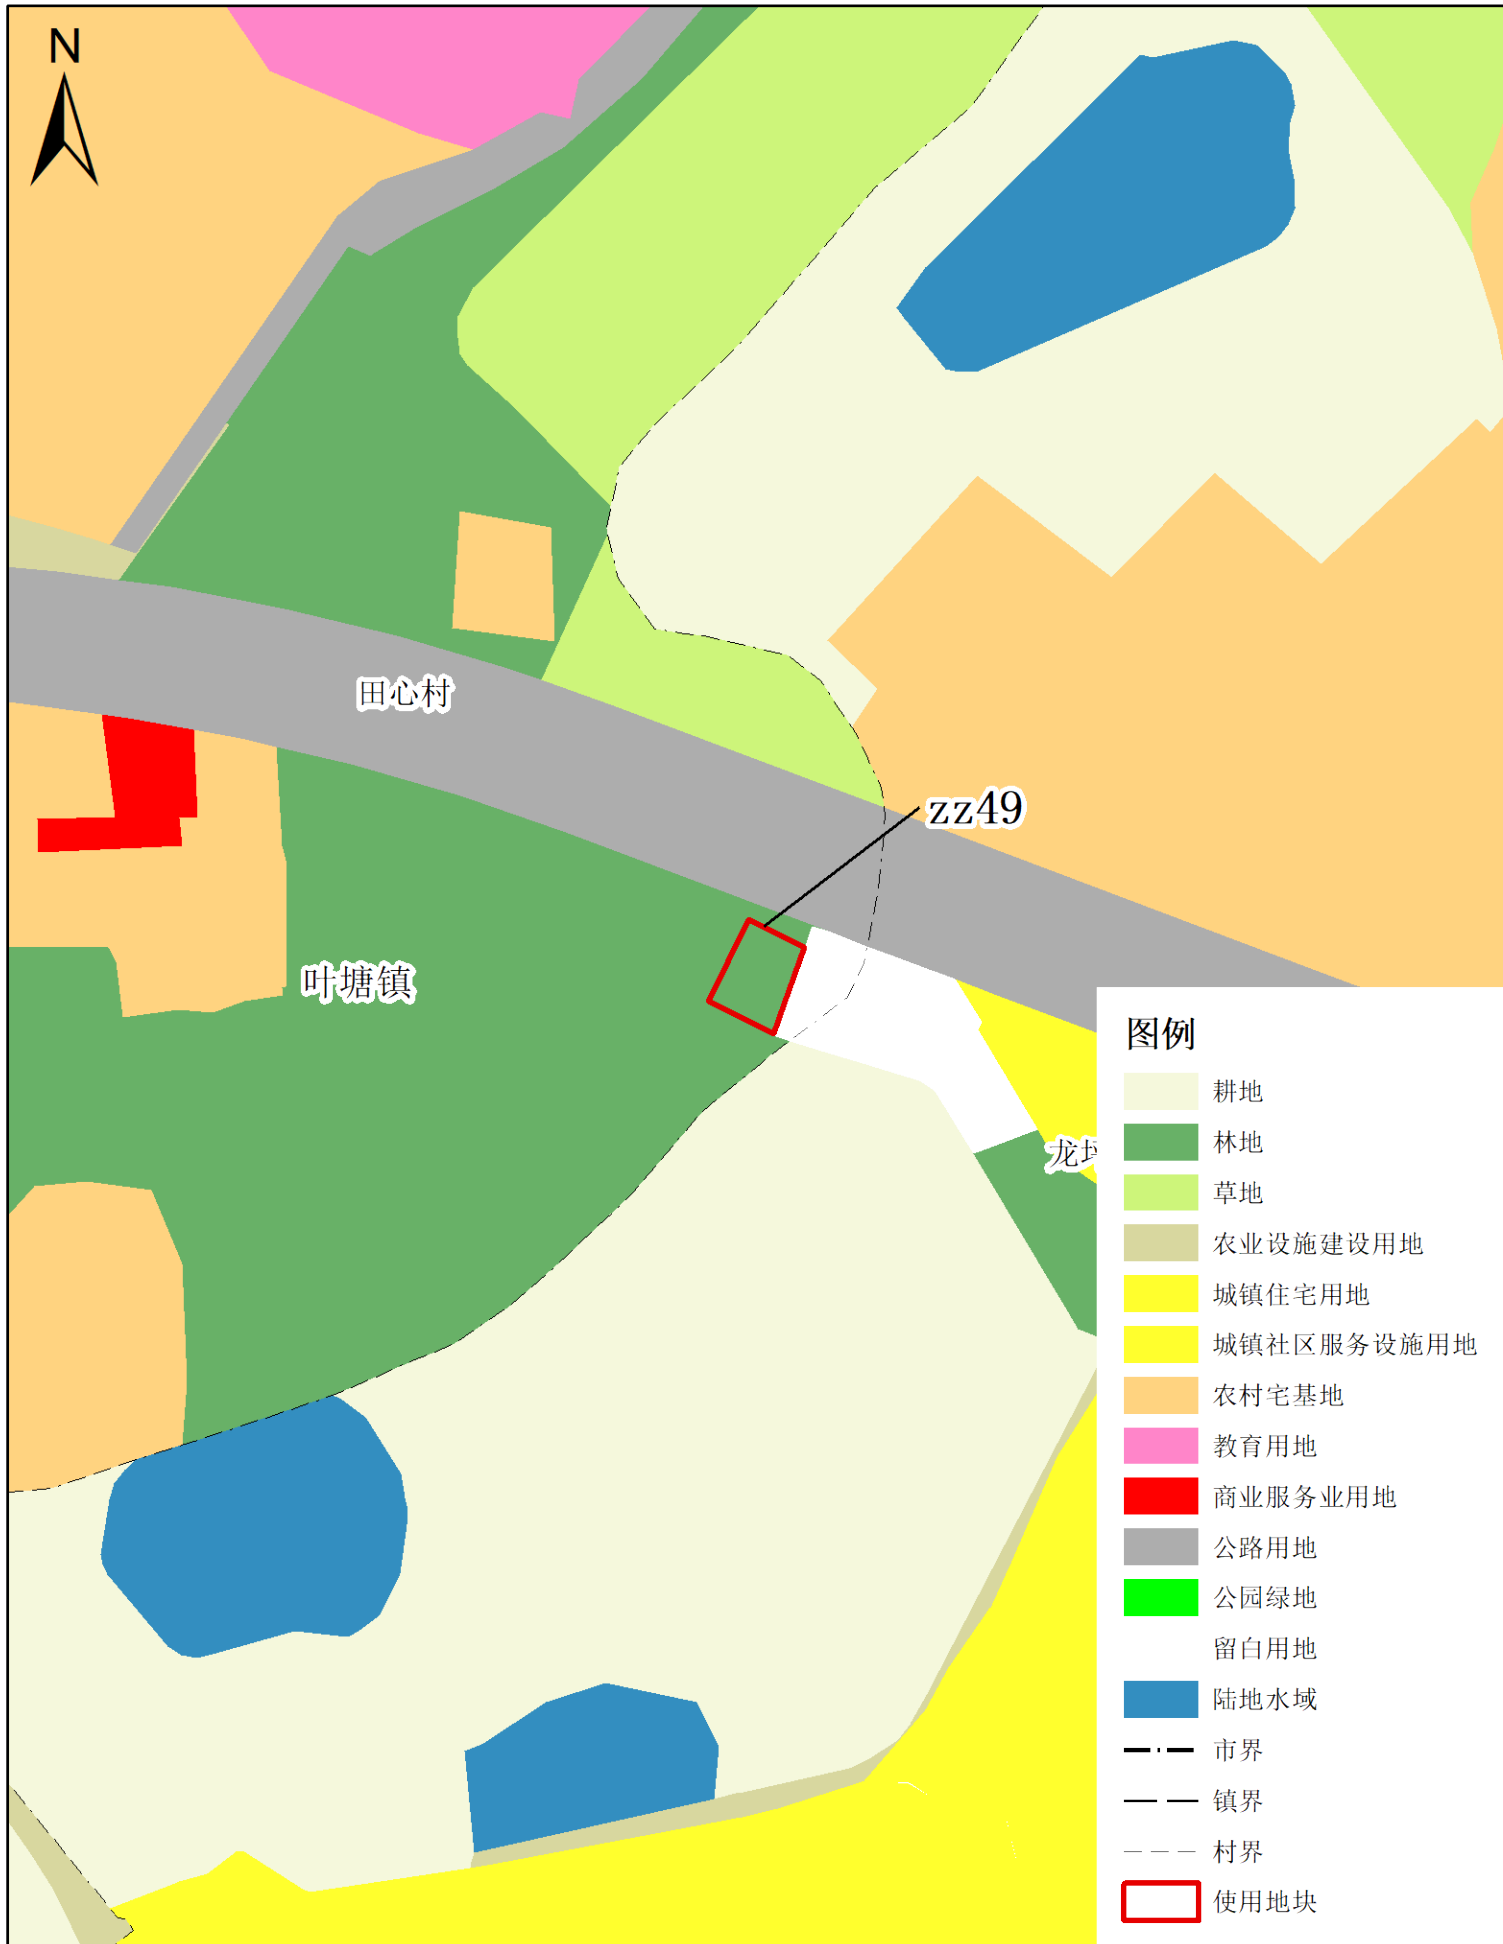 N
田心村
zz49
叶塘镇
龙
图例
耕地
林地
草地
农业设施建设用地
城镇住宅用地
城镇社区服务设施用地
农村宅基地
教育用地
商业服务业用地
公路用地
公园绿地
留白用地
陆地水域
市界
镇界
村界
使用地块